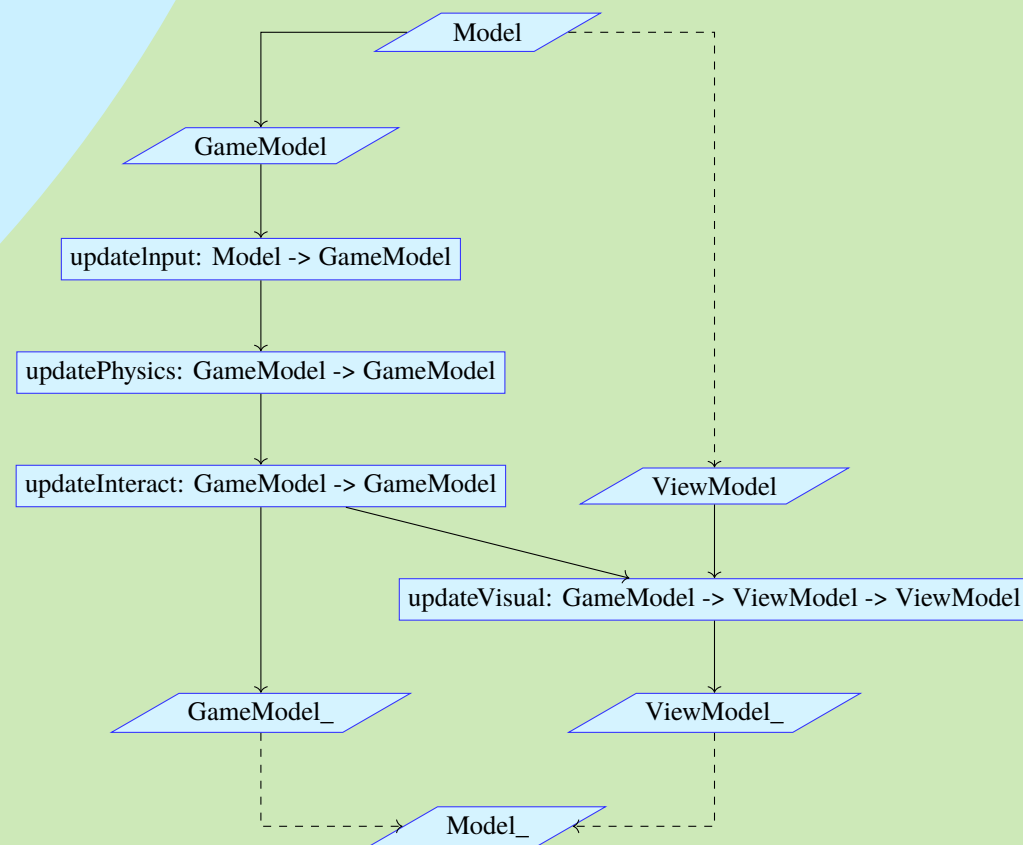 Model
GameModel
updateInput: Model -> GameModel
updatePhysics: GameModel -> GameModel
updateInteract: GameModel -> GameModel
ViewModel
updateVisual: GameModel -> ViewModel -> ViewModel
GameModel_
ViewModel_
Model_